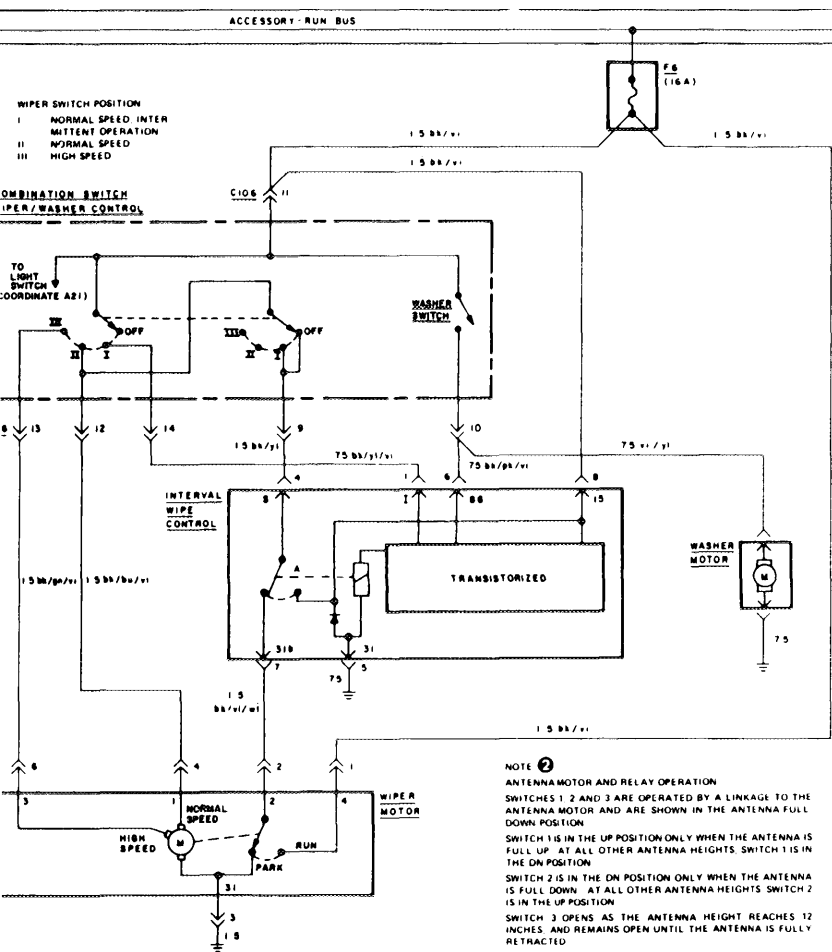 ACCESSORY - RUN BUS
F6
(16A)
WIPER SWITCH POSITION
I NORMAL SPEED, INTER
MITTENT OPERATION
II NORMAL SPEED
III HIGH SPEED
1 5 bk/vi
1 5 bk/vi
1 5 bk/vi
C106
11
OMBINATION SWITCH
IPER/WASHER CONTROL
TO
LIGHT
SWITCH
COORDINATE A21)
WASHER
SWITCH
III
OFF
II
I
III
OFF
II
I
6
13
12
14
9
10
1 5 bk/yl
75 bk/yl/vi
75 bk/pk/vi
75 vi/yl
4
1
6
8
INTERVAL
WIPE
CONTROL
S
I
86
15
A
TRANSISTORIZED
WASHER
MOTOR
M
1 5 bk/gn/vi
1 5 bk/bu/vi
31b
31
7
5
75
75
1 5
bk/vi/wi
1 5 bk/vi
6
4
2
1
3
1
2
4
WIPER
MOTOR
NORMAL
SPEED
HIGH
SPEED
M
RUN
PARK
31
3
1 5
NOTE 2
ANTENNA MOTOR AND RELAY OPERATION
SWITCHES 1 2 AND 3 ARE OPERATED BY A LINKAGE TO THE
ANTENNA MOTOR AND ARE SHOWN IN THE ANTENNA FULL
DOWN POSITION
SWITCH 1 IS IN THE UP POSITION ONLY WHEN THE ANTENNA IS
FULL UP AT ALL OTHER ANTENNA HEIGHTS, SWITCH 1 IS IN
THE DN POSITION
SWITCH 2 IS IN THE DN POSITION ONLY WHEN THE ANTENNA
IS FULL DOWN AT ALL OTHER ANTENNA HEIGHTS SWITCH 2
IS IN THE UP POSITION
SWITCH 3 OPENS AS THE ANTENNA HEIGHT REACHES 12
INCHES, AND REMAINS OPEN UNTIL THE ANTENNA IS FULLY
RETRACTED